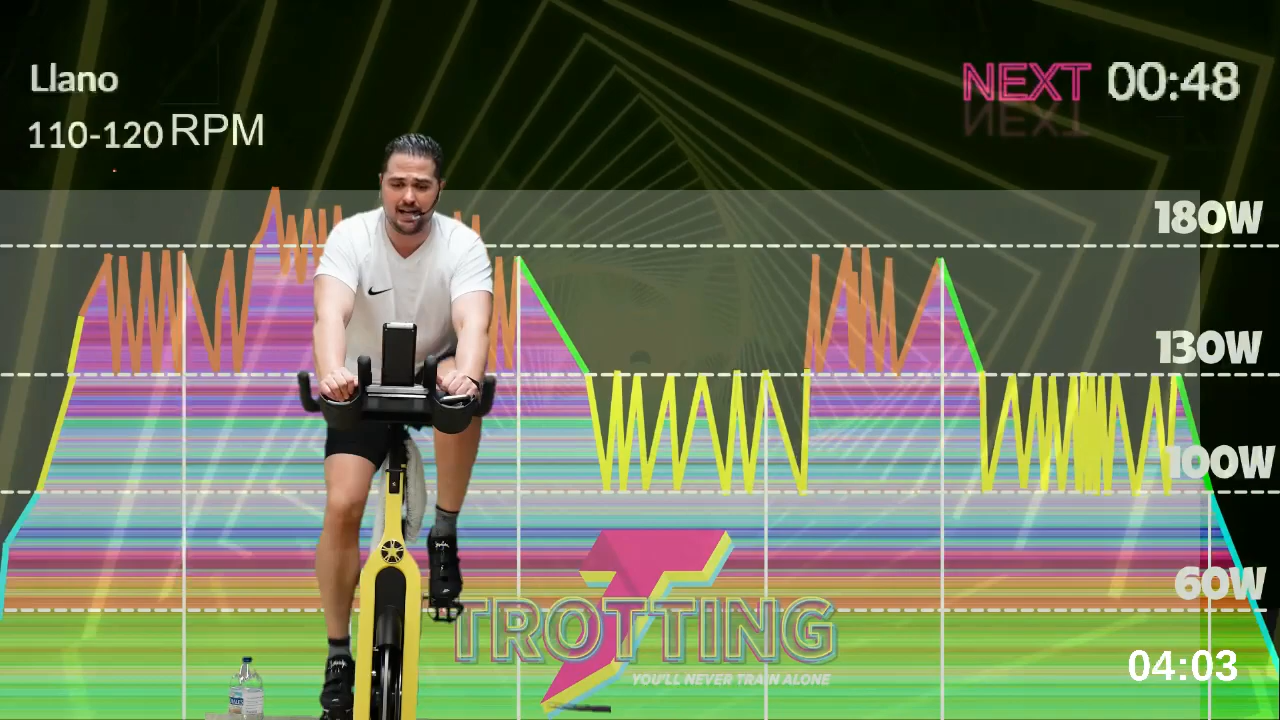 Llano
110-120 RPM
NEXT 00:48
NEXT
180W
130W
100W
60W
TROTTING
YOU'LL NEVER TRAIN ALONE
04:03